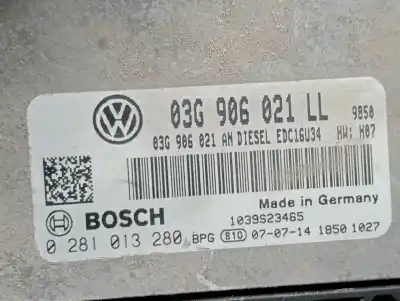 03G 906 021 LL 9850
03G 906 021 AN DIESEL EDC16U34 HW: H07
Made in Germany
BOSCH 1039S23465
0 281 013 280 BPG 81D 07-07-14 1850 1027